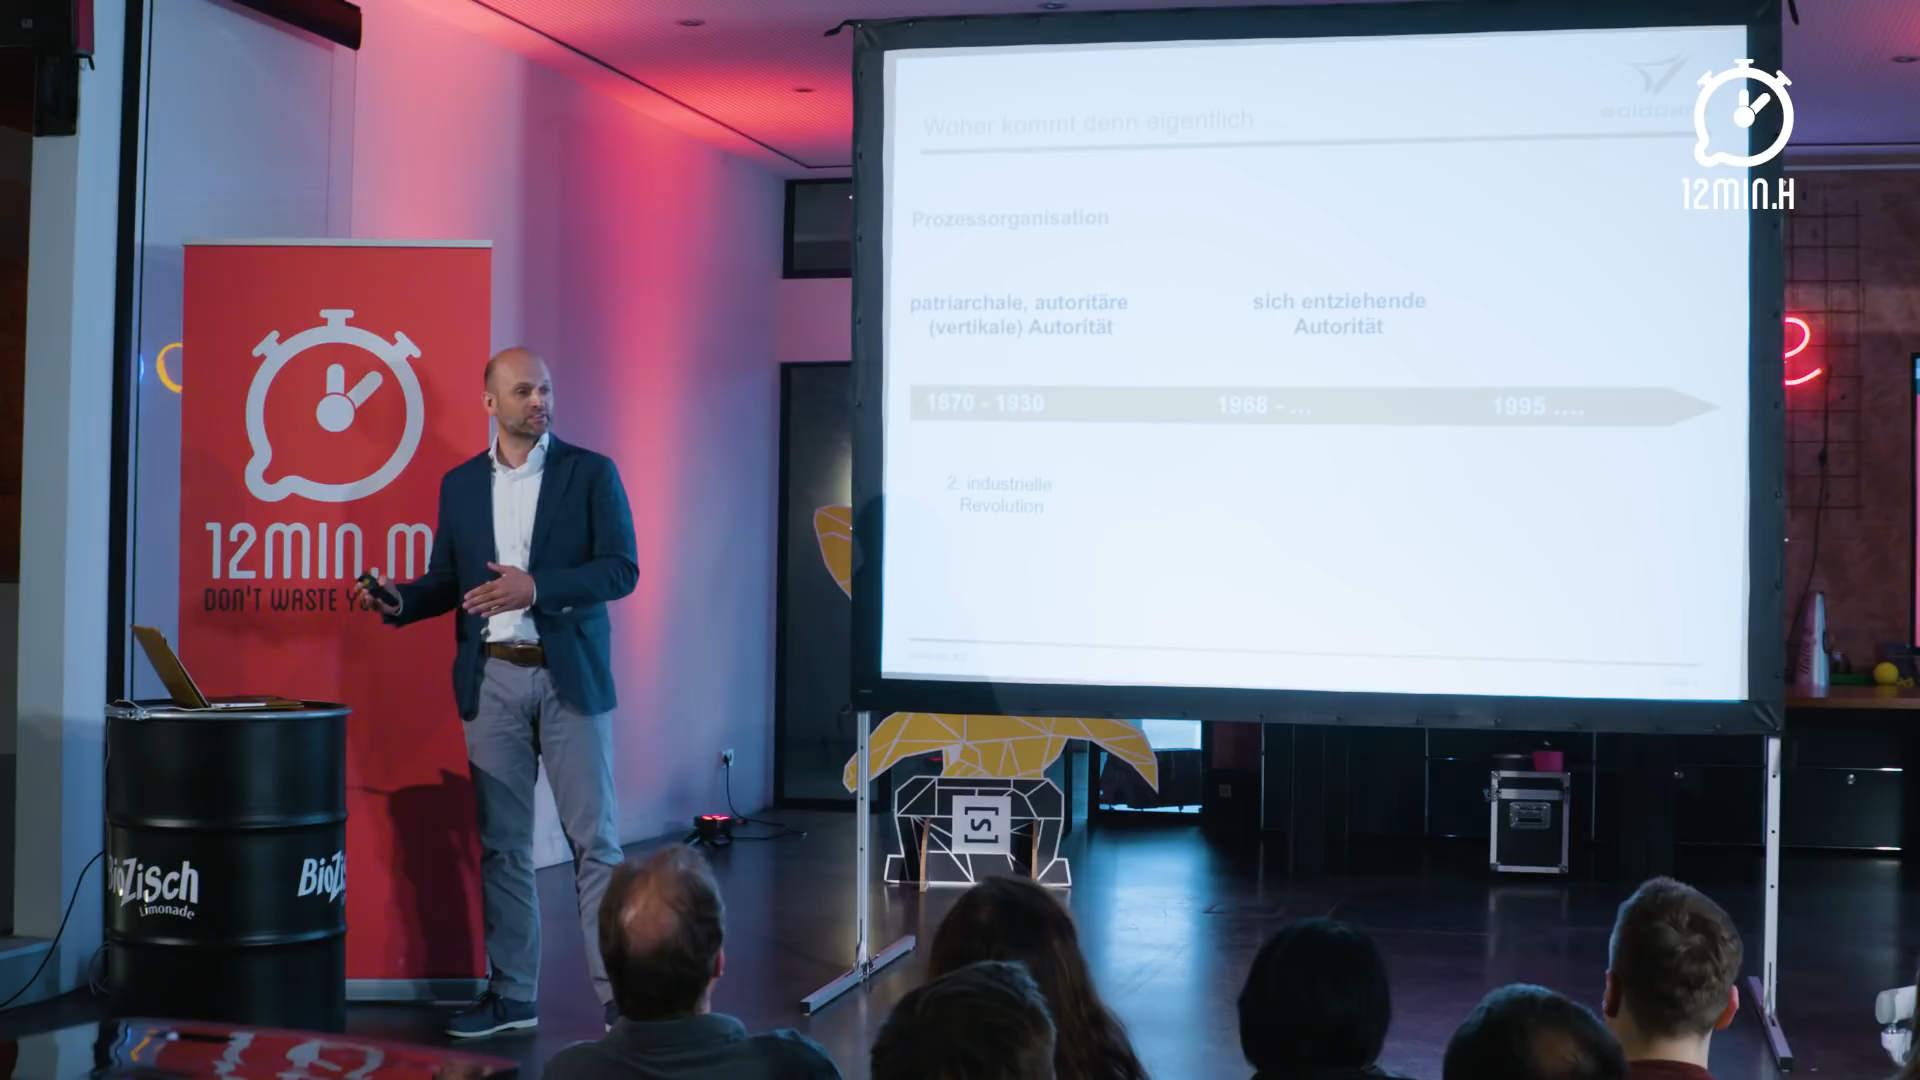 12MIN.H
Woher kommt denn eigentlich ...
Prozessorganisation
patriarchale, autoritäre
(vertikale) Autorität
sich entziehende
Autorität
1870 - 1930
1968 - ...
1995 ....
2. industrielle
Revolution
12MIN.M
DON'T WASTE
BioZisch
Limonade
[S]